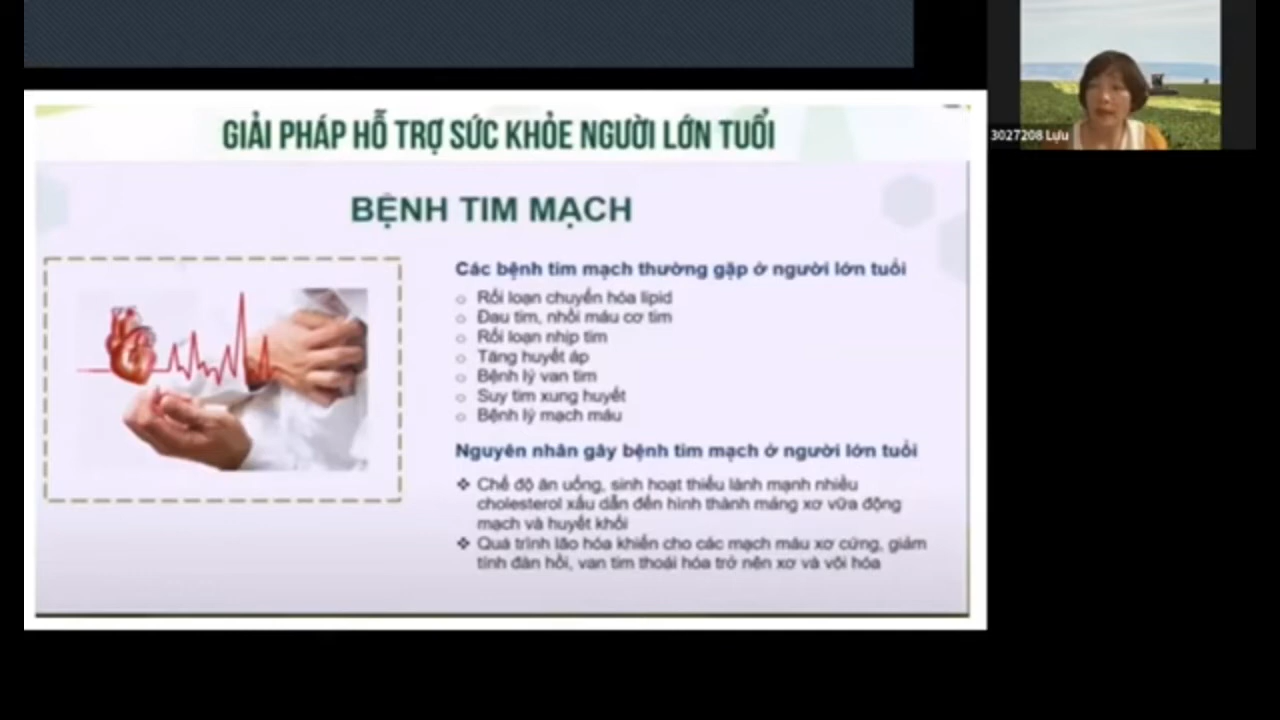 GIẢI PHÁP HỖ TRỢ SỨC KHỎE NGƯỜI LỚN TUỔI
BỆNH TIM MẠCH
Các bệnh tim mạch thường gặp ở người lớn tuổi
Rối loạn chuyển hóa lipid
Đau tim, nhồi máu cơ tim
Rối loạn nhịp tim
Tăng huyết áp
Bệnh lý van tim
Suy tim xung huyết
Bệnh lý mạch máu
Nguyên nhân gây bệnh tim mạch ở người lớn tuổi
Chế độ ăn uống, sinh hoạt thiếu lành mạnh nhiều
cholesterol xấu dẫn đến hình thành mảng xơ vữa động
mạch và huyết khối
Quá trình lão hóa khiến cho các mạch máu xơ cứng, giảm
tính đàn hồi, van tim thoái hóa trở nên xơ và vôi hóa
3027208 Lựu